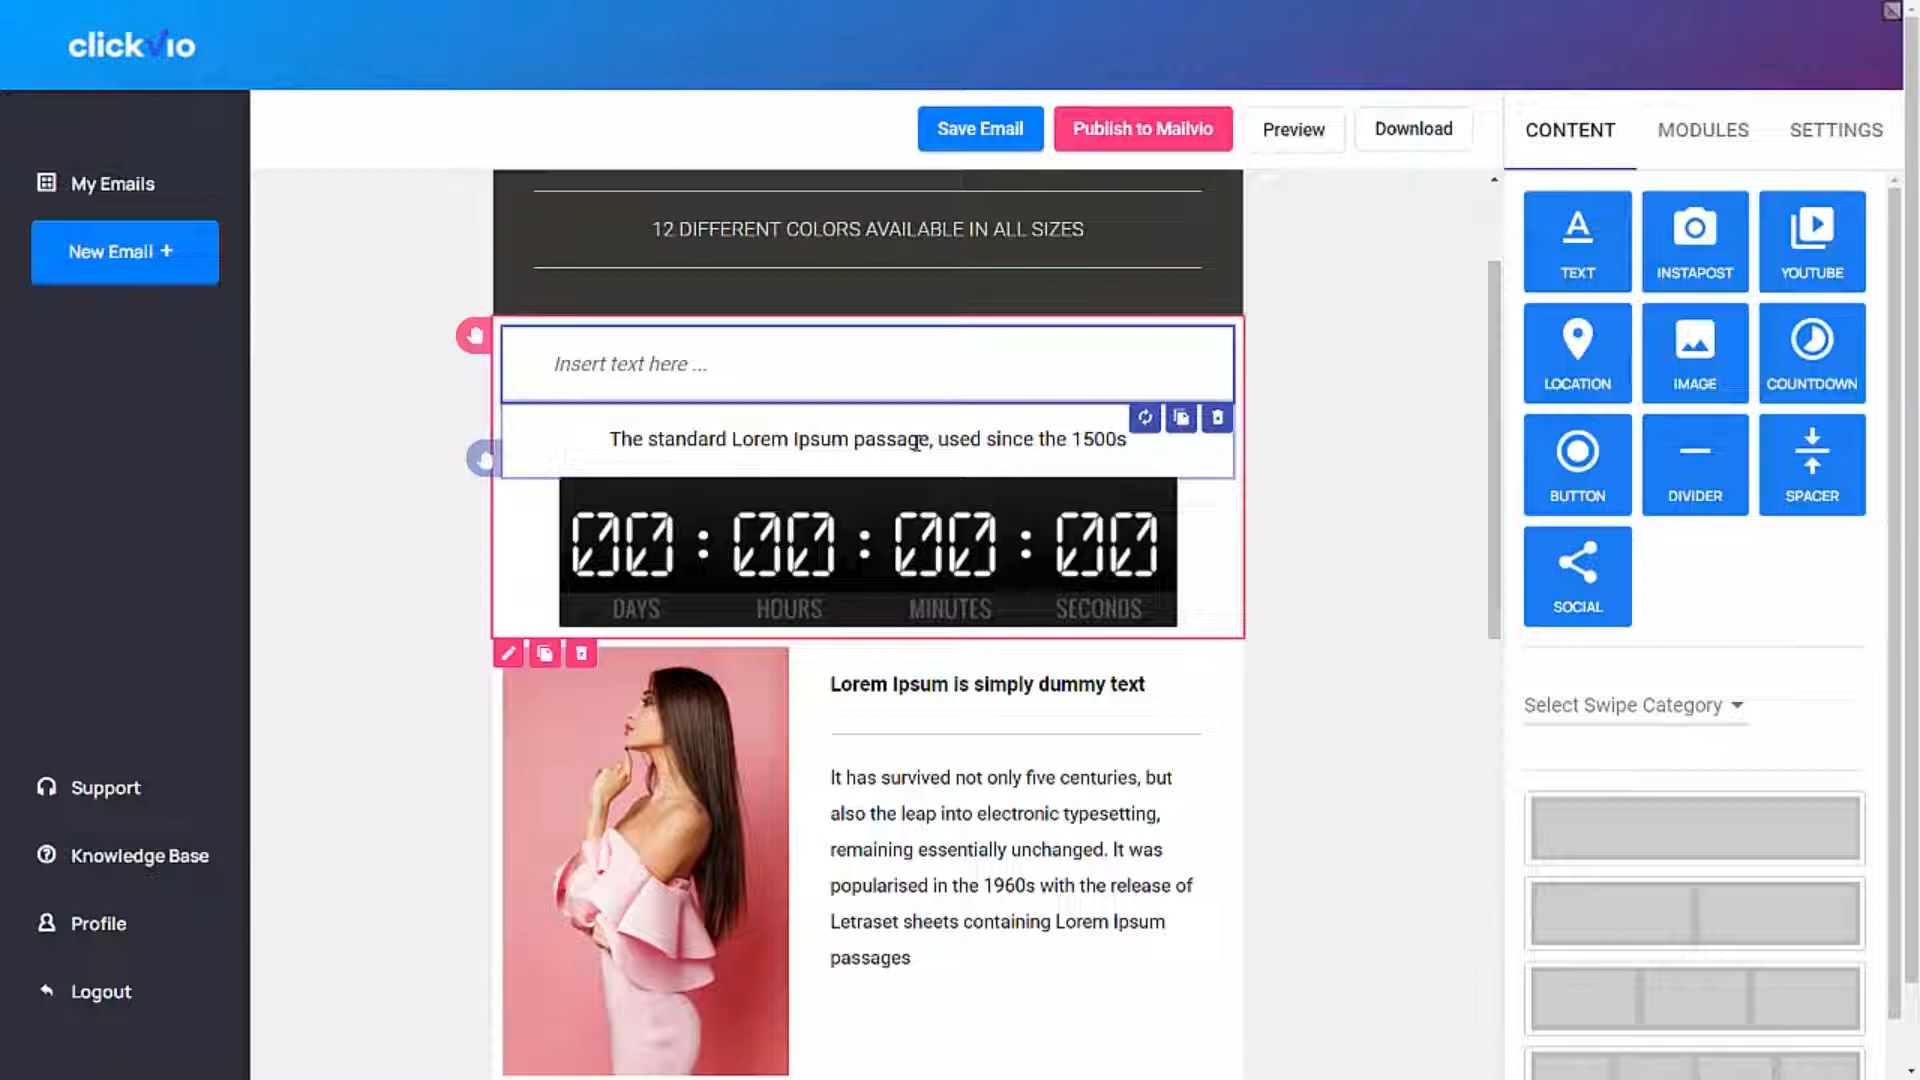 clickvio
My Emails
New Email +
Support
Knowledge Base
Profile
Logout
Save Email
Publish to Mailvio
Preview
Download
12 DIFFERENT COLORS AVAILABLE IN ALL SIZES
Insert text here ...
The standard Lorem Ipsum passage, used since the 1500s
00 : 00 : 00 : 00
DAYS HOURS MINUTES SECONDS
Lorem Ipsum is simply dummy text
It has survived not only five centuries, but
also the leap into electronic typesetting,
remaining essentially unchanged. It was
popularised in the 1960s with the release of
Letraset sheets containing Lorem Ipsum
passages
CONTENT MODULES SETTINGS
TEXT INSTAPOST YOUTUBE
LOCATION IMAGE COUNTDOWN
BUTTON DIVIDER SPACER
SOCIAL
Select Swipe Category